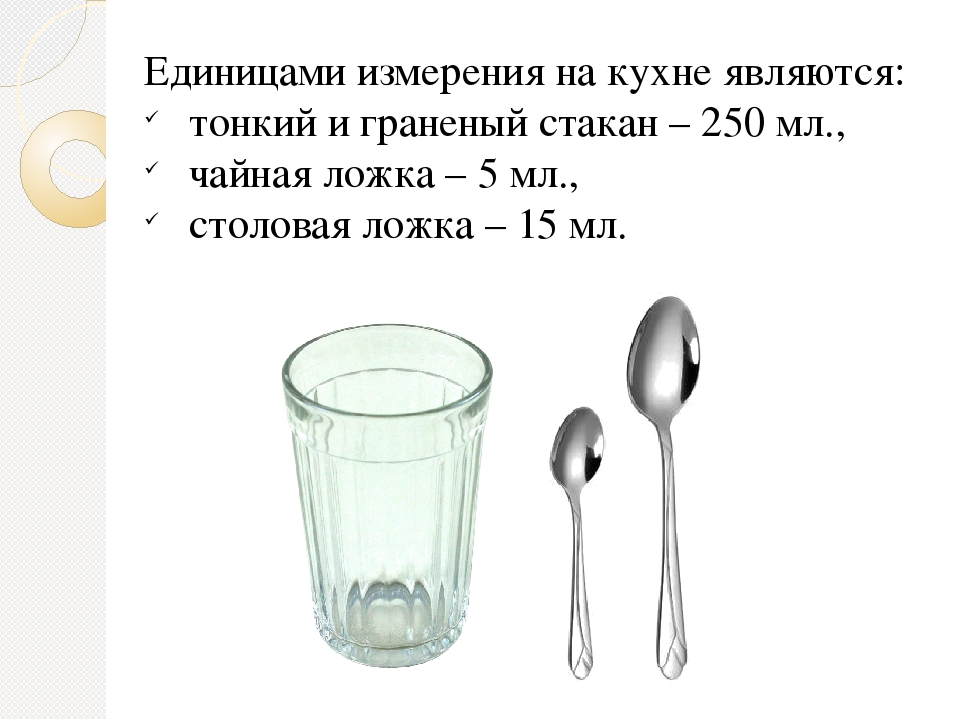 Единицами измерения на кухне являются:
✓ тонкий и граненый стакан – 250 мл.,
✓ чайная ложка – 5 мл.,
✓ столовая ложка – 15 мл.